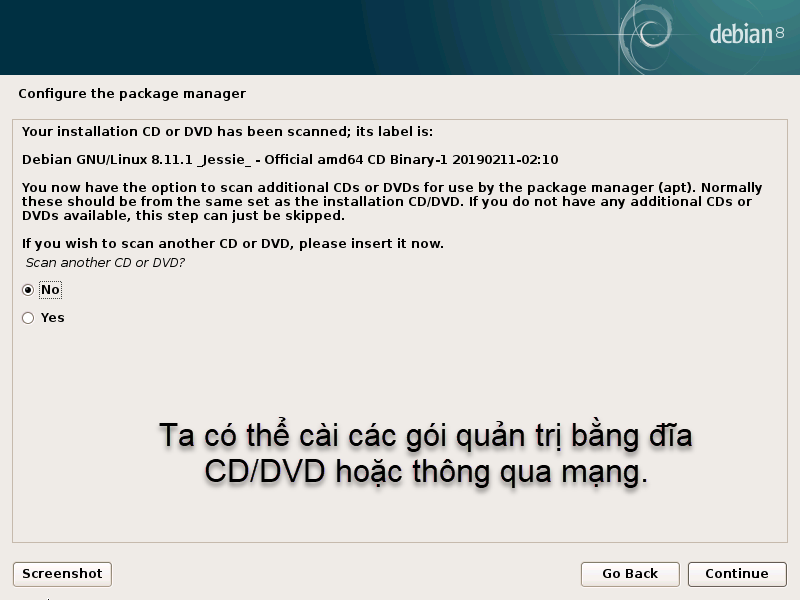 debian 8
Configure the package manager
Your installation CD or DVD has been scanned; its label is:
Debian GNU/Linux 8.11.1 _Jessie_ - Official amd64 CD Binary-1 20190211-02:10
You now have the option to scan additional CDs or DVDs for use by the package manager (apt). Normally
these should be from the same set as the installation CD/DVD. If you do not have any additional CDs or
DVDs available, this step can just be skipped.
If you wish to scan another CD or DVD, please insert it now.
Scan another CD or DVD?
No
Yes
Ta có thể cài các gói quản trị bằng đĩa
CD/DVD hoặc thông qua mạng.
Screenshot
Go Back
Continue